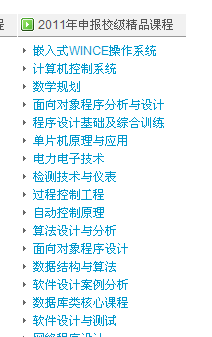 程
2011年申报校级精品课程
嵌入式WINCE操作系统
计算机控制系统
数学规划
面向对象程序分析与设计
程序设计基础及综合训练
单片机原理与应用
电力电子技术
检测技术与仪表
过程控制工程
自动控制原理
算法设计与分析
面向对象程序设计
数据结构与算法
软件设计案例分析
数据库类核心课程
软件设计与测试
网络程序设计